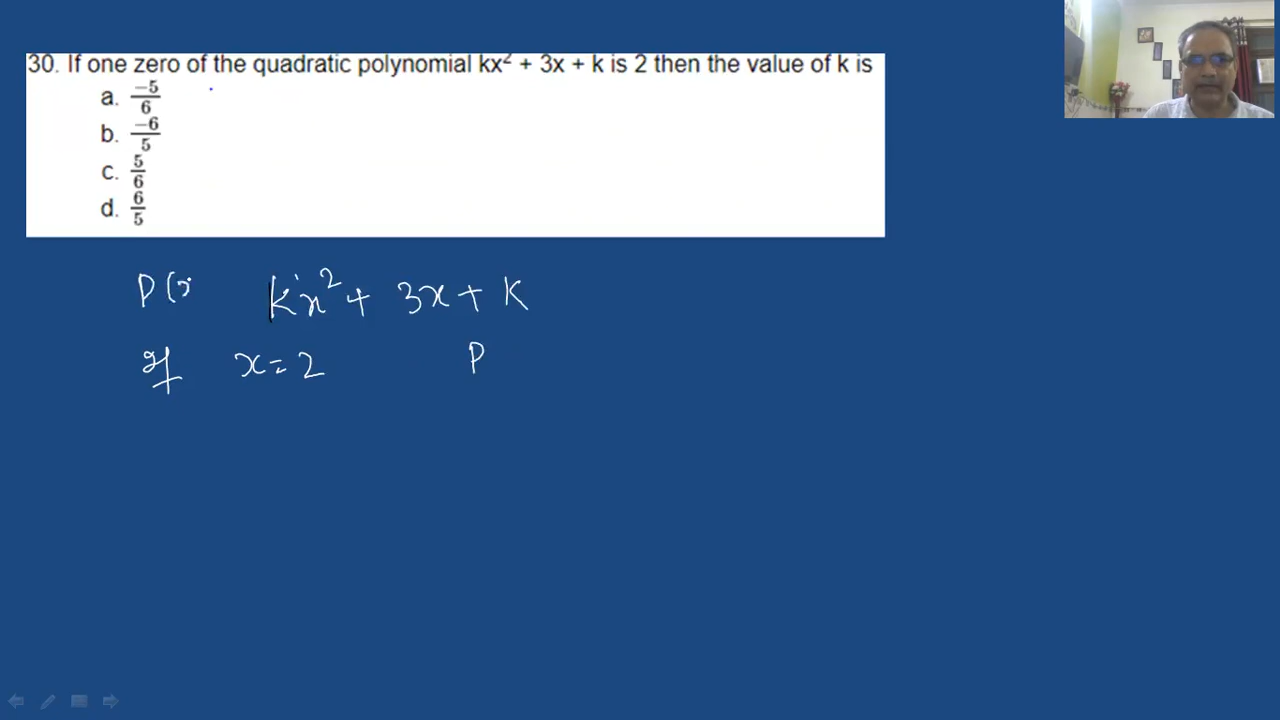 30. If one zero of the quadratic polynomial kx² + 3x + k is 2 then the value of k is
a. −5/6
b. −6/5
c. 5/6
d. 6/5
P(x kx² + 3x + k
If x = 2 P